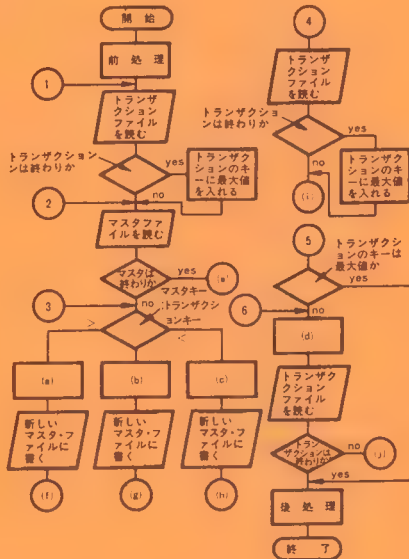 開始
前処理
1
トランザ
クション
ファイル
を読む
トランザクション
は終わりか
yes
トランザク
ションのキ
ーに最大値
を入れる
no
2
マスタファ
イルを読む
マスタは
終わりか
yes
(e)
no
マスタキー
:トランザクシ
ョンキー
3
>
<
(a)
(b)
(c)
新しい
マスタ・フ
ァイルに
書く
新しい
マスタ・フ
ァイルに
書く
新しい
マスタ・フ
ァイルに
書く
(f)
(g)
(h)
4
トランザ
クション
ファイル
を読む
トランザクショ
ンは終わりか
yes
no
トランザク
ションのキ
ーに最大値
を入れる
(i)
5
トランザクシ
ョンのキーは
最大値か
yes
no
6
(d)
トランザク
クション
ファイルを
読む
トラン
ザクションは
終わりか
no
(j)
yes
後処理
終了